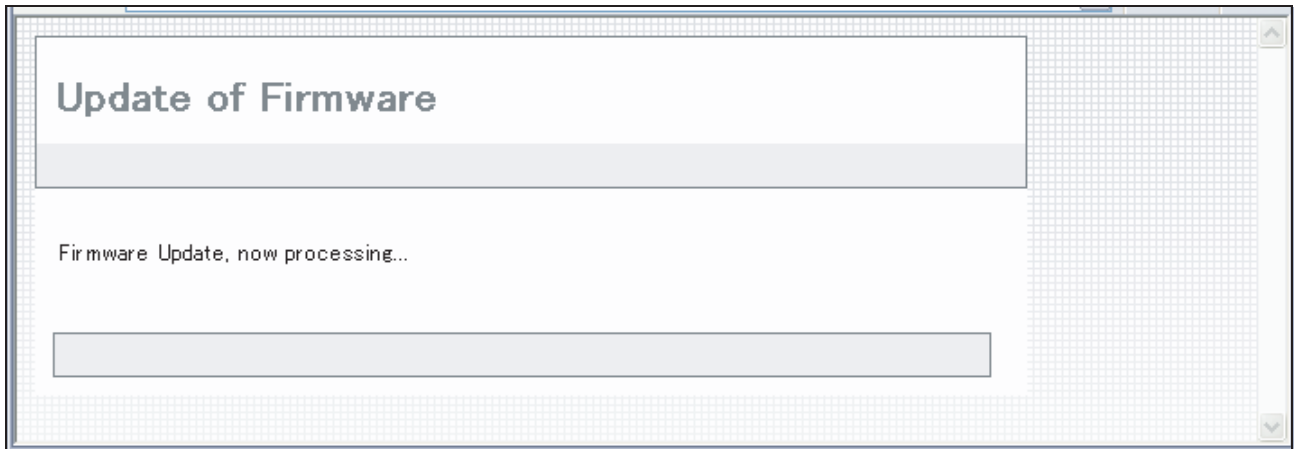 Update of Firmware
Firmware Update, now processing...